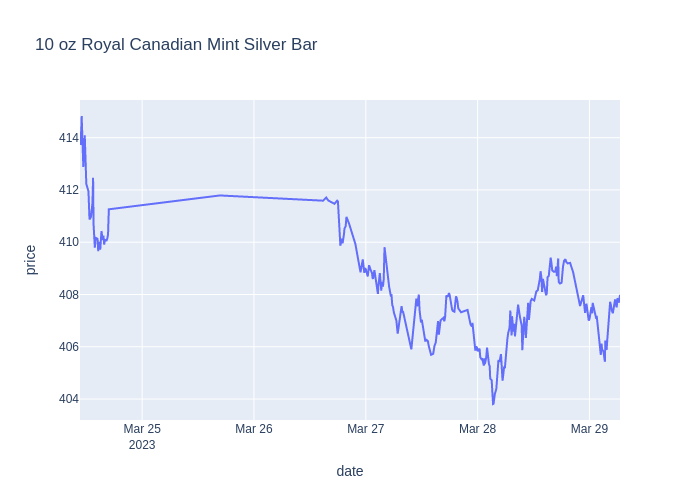 10 oz Royal Canadian Mint Silver Bar
414
412
410
408
406
404
price
Mar 25
2023
Mar 26
Mar 27
Mar 28
Mar 29
date